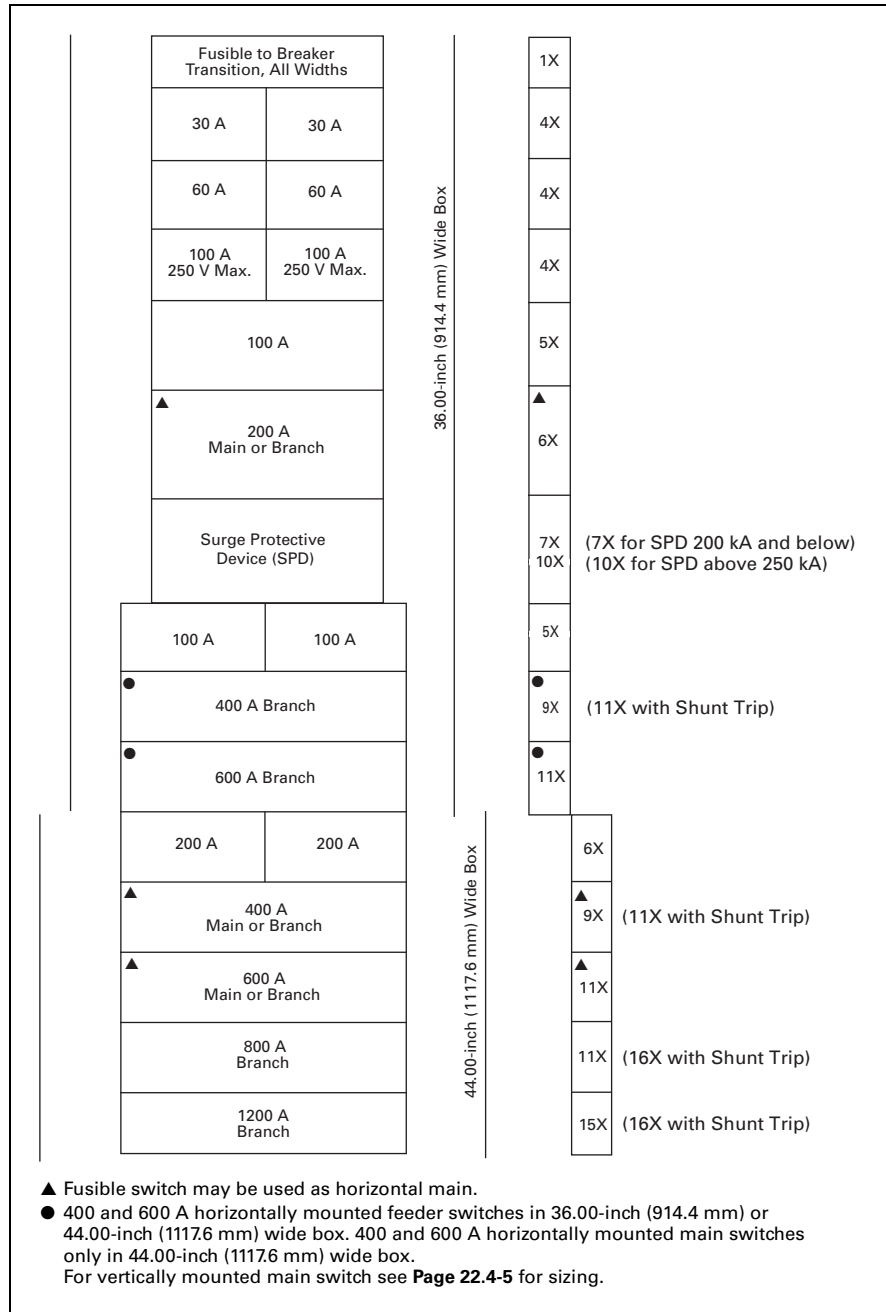 Fusible to Breaker
Transition, All Widths
1X
30 A 30 A
4X
60 A 60 A
4X
100 A
250 V Max.
100 A
250 V Max.
4X
100 A
5X
▲
200 A
Main or Branch
▲
6X
Surge Protective
Device (SPD)
7X (7X for SPD 200 kA and below)
10X (10X for SPD above 250 kA)
36.00-inch (914.4 mm) Wide Box
100 A 100 A
5X
●
400 A Branch
●
9X (11X with Shunt Trip)
●
600 A Branch
●
11X
200 A 200 A
6X
▲
400 A
Main or Branch
▲
9X (11X with Shunt Trip)
▲
600 A
Main or Branch
▲
11X
800 A
Branch
11X (16X with Shunt Trip)
1200 A
Branch
15X (16X with Shunt Trip)
44.00-inch (1117.6 mm) Wide Box
▲ Fusible switch may be used as horizontal main.
● 400 and 600 A horizontally mounted feeder switches in 36.00-inch (914.4 mm) or
44.00-inch (1117.6 mm) wide box. 400 and 600 A horizontally mounted main switches
only in 44.00-inch (1117.6 mm) wide box.
For vertically mounted main switch see Page 22.4-5 for sizing.